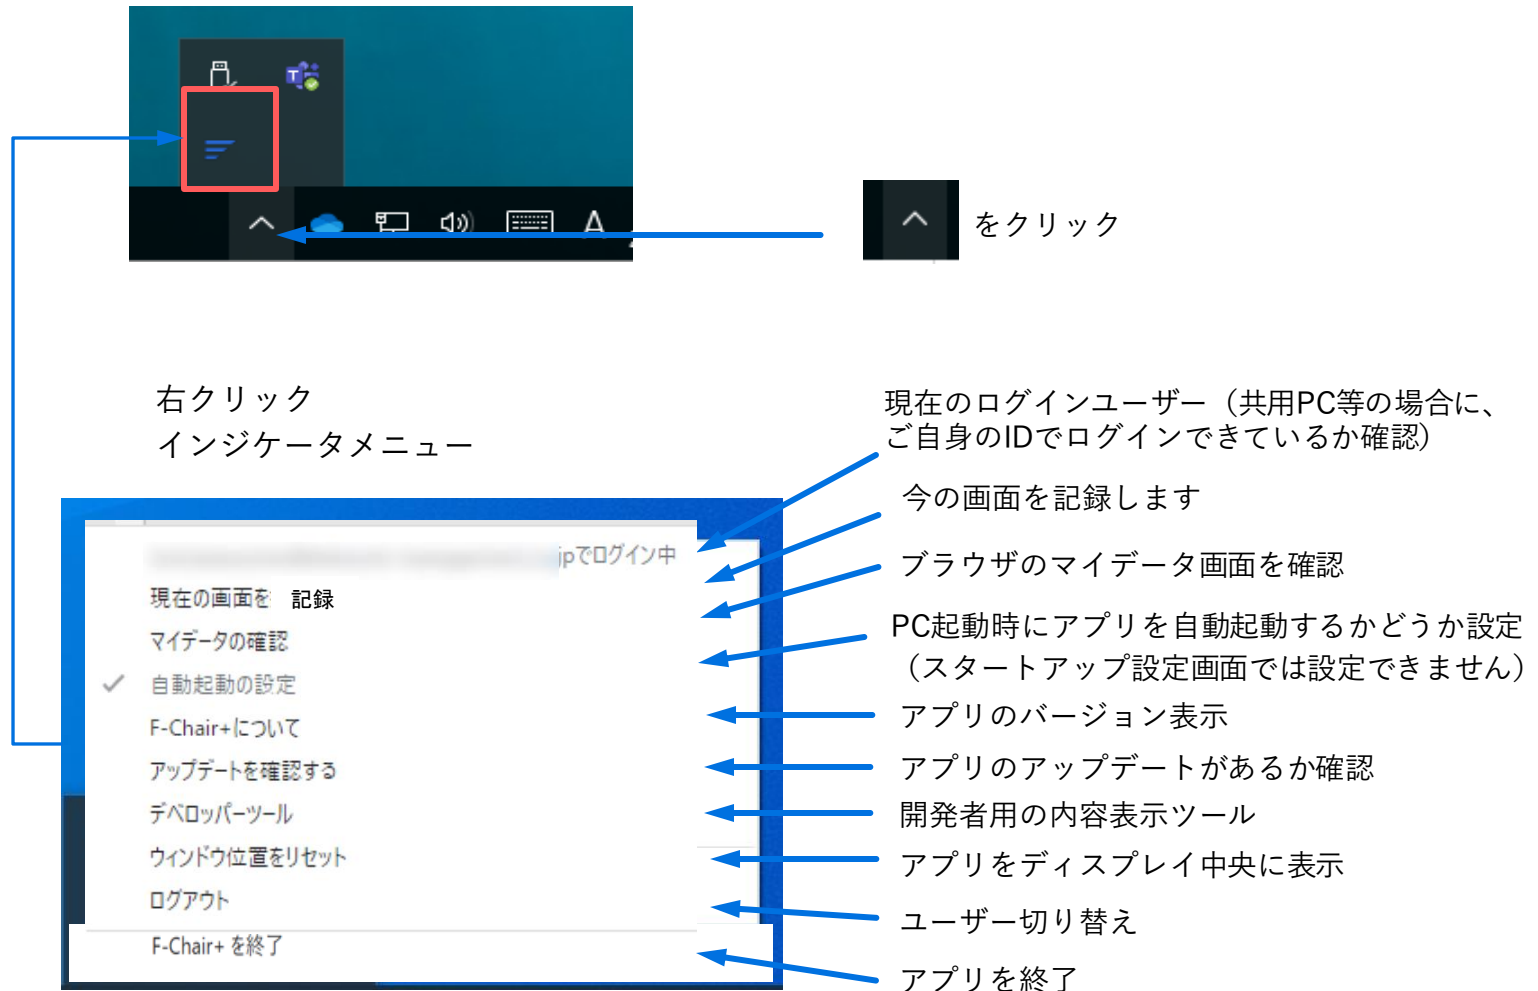 A
をクリック
右クリック
インジケータメニュー
現在のログインユーザー（共用PC等の場合に、
ご自身のIDでログインできているか確認）
今の画面を記録します
ブラウザのマイデータ画面を確認
PC起動時にアプリを自動起動するかどうか設定
（スタートアップ設定画面では設定できません）
アプリのバージョン表示
アプリのアップデートがあるか確認
開発者用の内容表示ツール
アプリをディスプレイ中央に表示
ユーザー切り替え
アプリを終了
jpでログイン中
現在の画面を 記録
マイデータの確認
自動起動の設定
F-Chair+について
アップデートを確認する
デベロッパーツール
ウィンドウ位置をリセット
ログアウト
F-Chair+ を終了